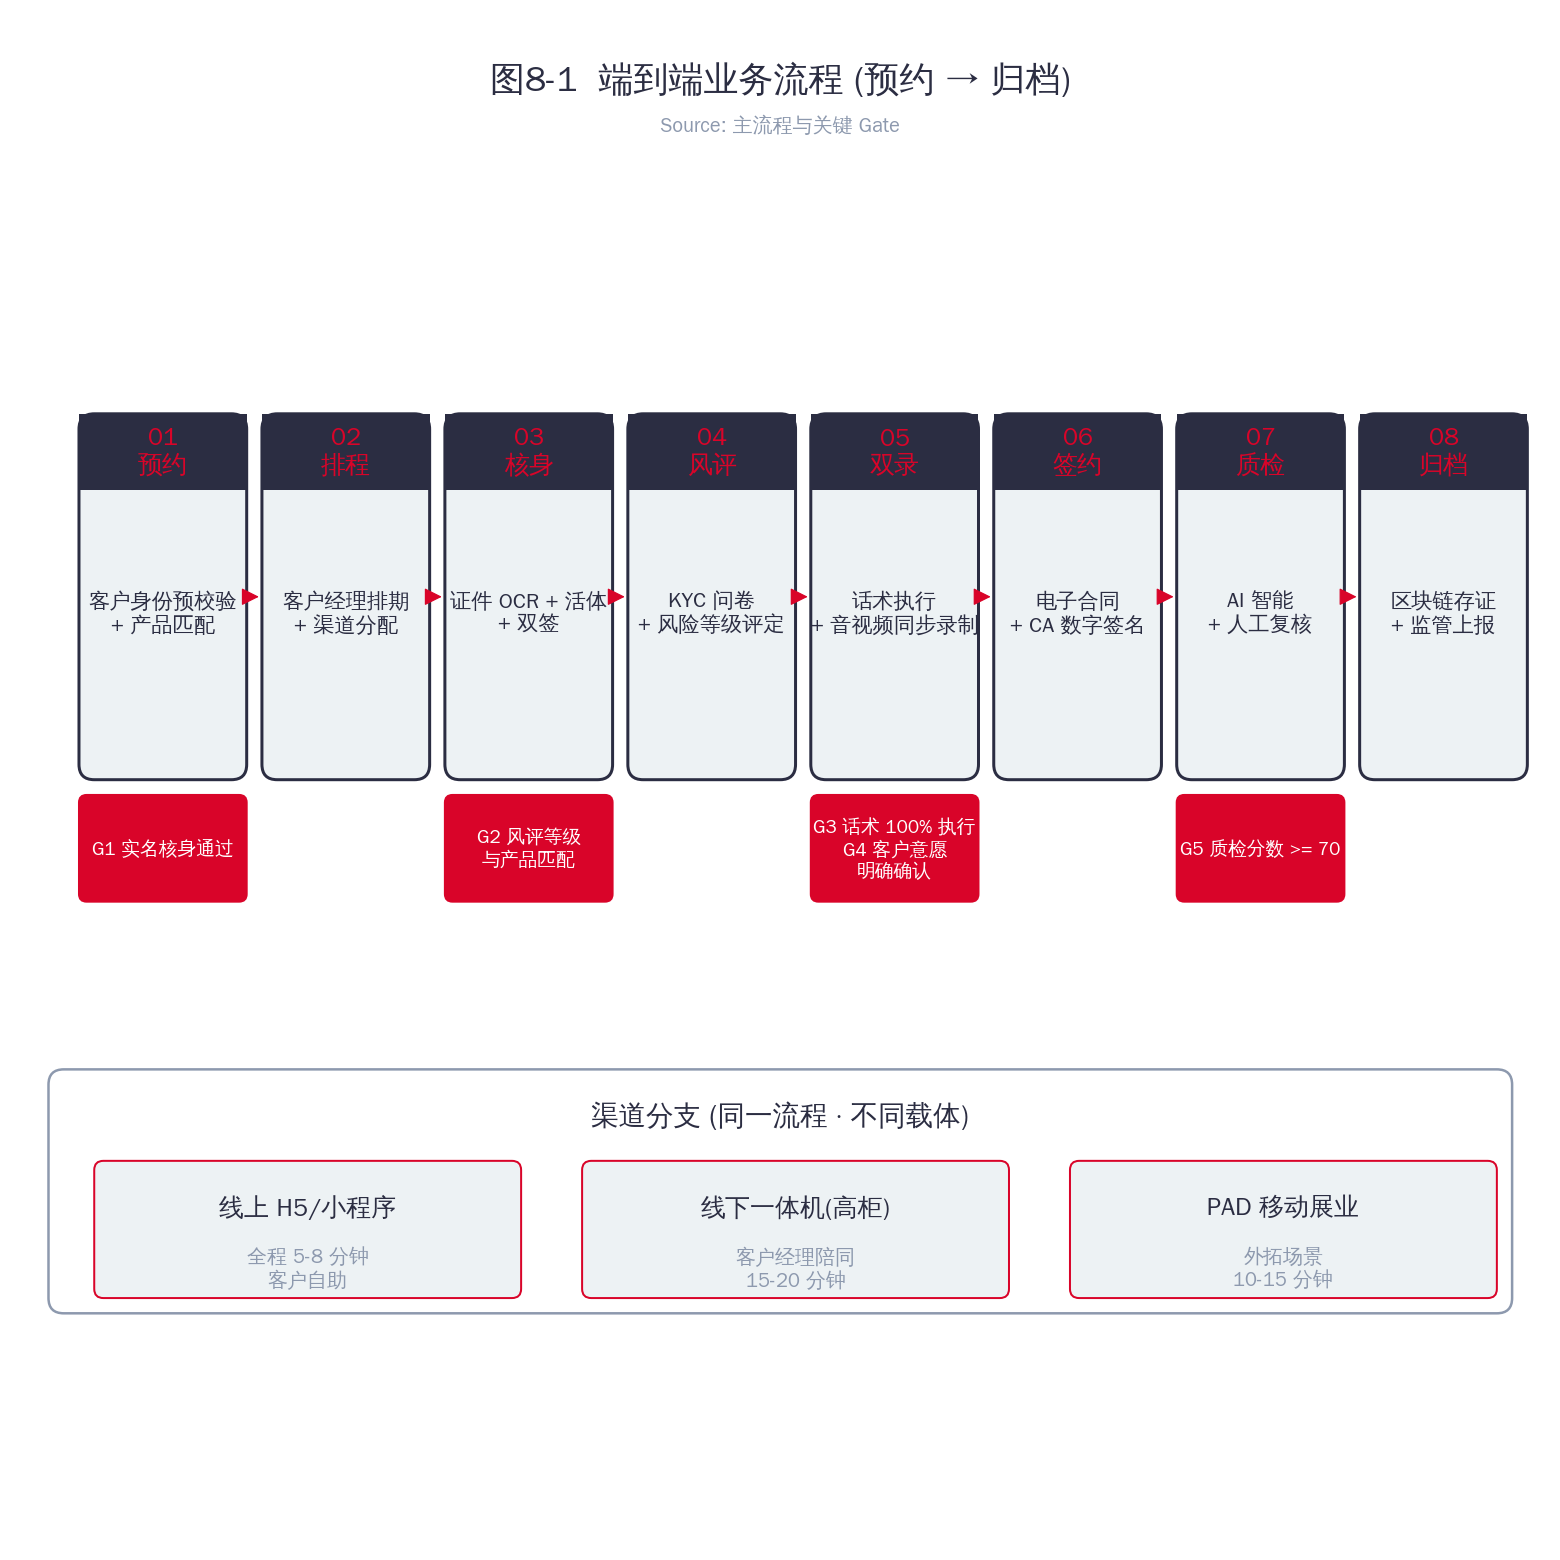 图8-1 端到端业务流程 (预约 → 归档)
Source: 主流程与关键 Gate
01
预约
客户身份预校验
+ 产品匹配
02
排程
客户经理排期
+ 渠道分配
03
核身
证件 OCR + 活体
+ 双签
04
风评
KYC 问卷
+ 风险等级评定
05
双录
话术执行
+ 音视频同步录制
06
签约
电子合同
+ CA 数字签名
07
质检
AI 智能
+ 人工复核
08
归档
区块链存证
+ 监管上报
G1 实名核身通过
G2 风评等级
与产品匹配
G3 话术 100% 执行
G4 客户意愿
明确确认
G5 质检分数 >= 70
渠道分支 (同一流程 · 不同载体)
线上 H5/小程序
全程 5-8 分钟
客户自助
线下一体机(高柜)
客户经理陪同
15-20 分钟
PAD 移动展业
外拓场景
10-15 分钟